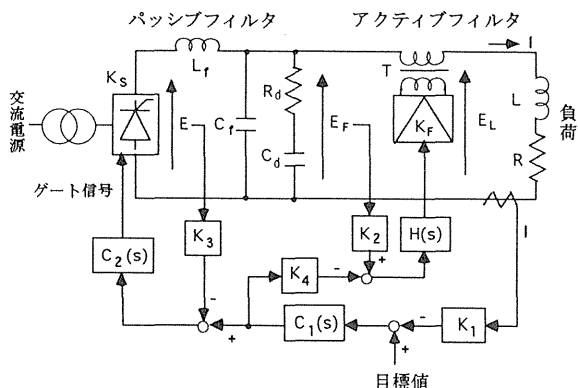 パッシブフィルタ
アクティブフィルタ
I
Lf
T
KS
Rd
L
負荷
交流電源
E
Cf
EF
KF
EL
R
Cd
ゲート信号
I
K3
K2
H(s)
C2(s)
K4
-
+
-
+
C1(s)
-
K1
+
目標値